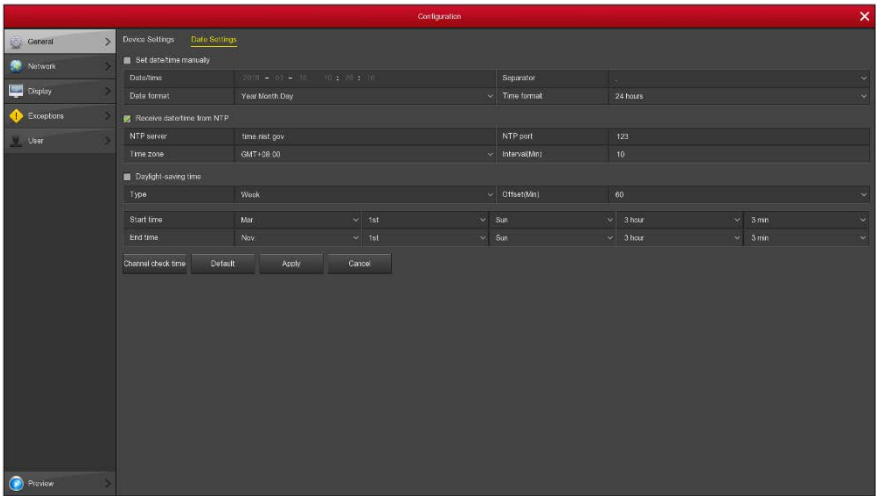 Configuration
General
Network
Display
Exceptions
User
Preview
Device Settings Date Settings
Set date/time manually
Date/time Separator
Date format Year Month Day Time format 24 hours
Receive date/time from NTP
NTP server time.nist.gov NTP port 123
Time zone GMT+08:00 Interval(Min) 10
Daylight-saving time
Type Week Offset(Min) 60
Start time Mar. 1st Sun 3 hour 3 min
End time Nov. 1st Sun 3 hour 3 min
Channel check time Default Apply Cancel